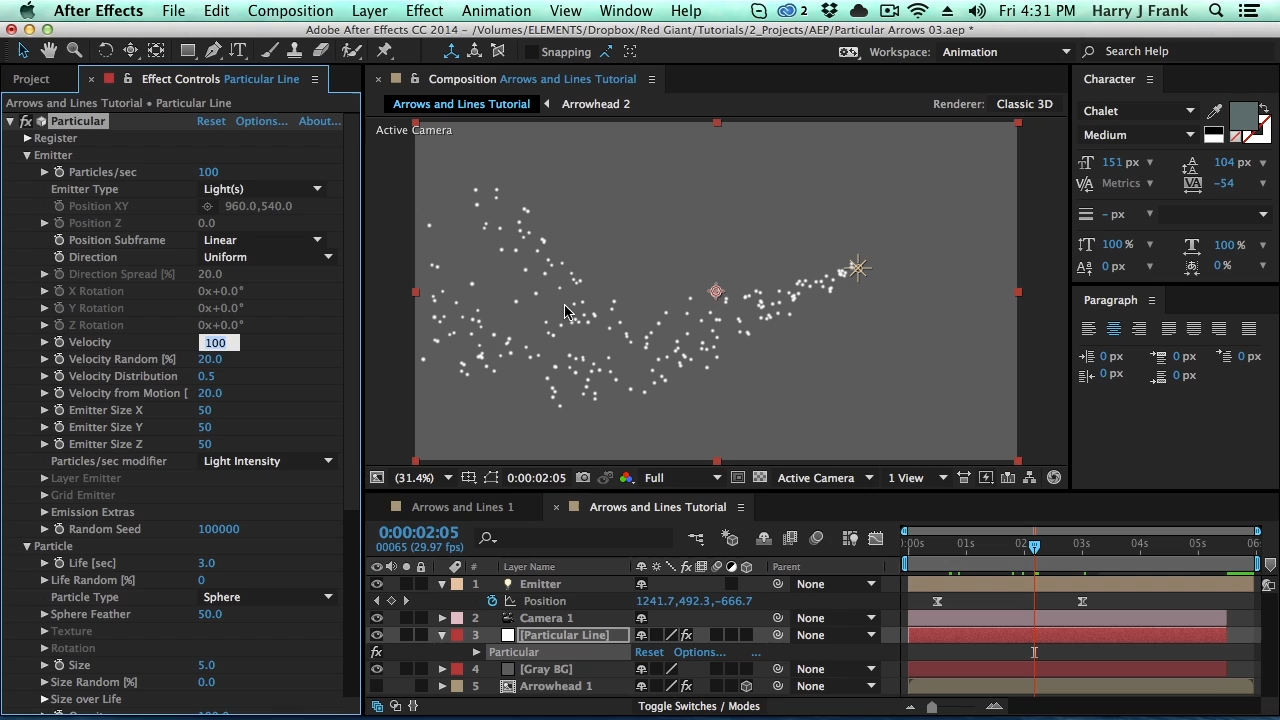 After Effects File Edit Composition Layer Effect Animation View Window Help 2 Fri 4:31 PM Harry J Frank
Adobe After Effects CC 2014 - /Volumes/ELEMENTS/Dropbox/Red Giant/Tutorials/2_Projects/AEP/Particular Arrows 03.aep *
Snapping Workspace: Animation Search Help
Project × Effect Controls Particular Line × Composition Arrows and Lines Tutorial Character
Arrows and Lines Tutorial • Particular Line
Arrows and Lines Tutorial Arrowhead 2 Renderer: Classic 3D
fx Particular Reset Options... About...
Active Camera
Register
Emitter
Particles/sec 100
Emitter Type Light(s)
Position XY 960.0,540.0
Position Z 0.0
Position Subframe Linear
Direction Uniform
Direction Spread [%] 20.0
X Rotation 0x+0.0°
Y Rotation 0x+0.0°
Z Rotation 0x+0.0°
Velocity 100
Velocity Random [%] 20.0
Velocity Distribution 0.5
Velocity from Motion [ 20.0
Emitter Size X 50
Emitter Size Y 50
Emitter Size Z 50
Particles/sec modifier Light Intensity
Layer Emitter
Grid Emitter
Emission Extras
Random Seed 100000
Particle
Life [sec] 3.0
Life Random [%] 0
Particle Type Sphere
Sphere Feather 50.0
Texture
Rotation
Size 5.0
Size Random [%] 0.0
Size over Life
Chalet
Medium
151 px 104 px
Metrics -54
- px
100 % 100 %
0 px 0 %
Paragraph
0 px 0 px 0 px
0 px 0 px
(31.4%) 0:00:02:05 Full Active Camera 1 View
Arrows and Lines 1 × Arrows and Lines Tutorial
0:00:02:05
00065 (29.97 fps)
0:00s 01s 02 03s 04s 05s 06
# Layer Name fx Parent
1 Emitter None
Position 1241.7,492.3,-666.7
2 Camera 1 None
3 [Particular Line] fx None
fx Particular Reset Options... ...
4 [Gray BG] None
5 Arrowhead 1 fx None
Toggle Switches / Modes